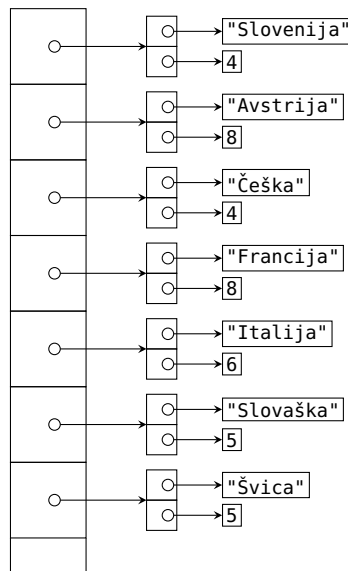 "Slovenija"
4
"Avstrija"
8
"Češka"
4
"Francija"
8
"Italija"
6
"Slovaška"
5
"Švica"
5